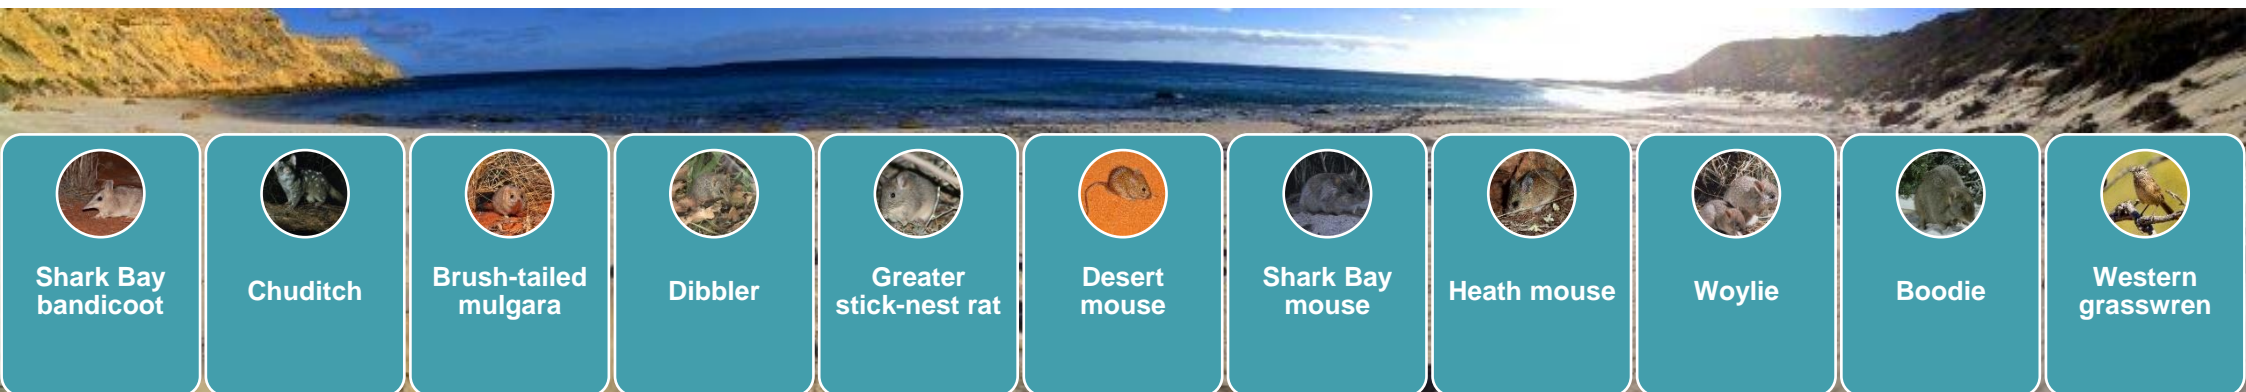 Shark Bay
bandicoot
Chuditch
Brush-tailed
mulgara
Dibbler
Greater
stick-nest rat
Desert
mouse
Shark Bay
mouse
Heath mouse
Woylie
Boodie
Western
grasswren